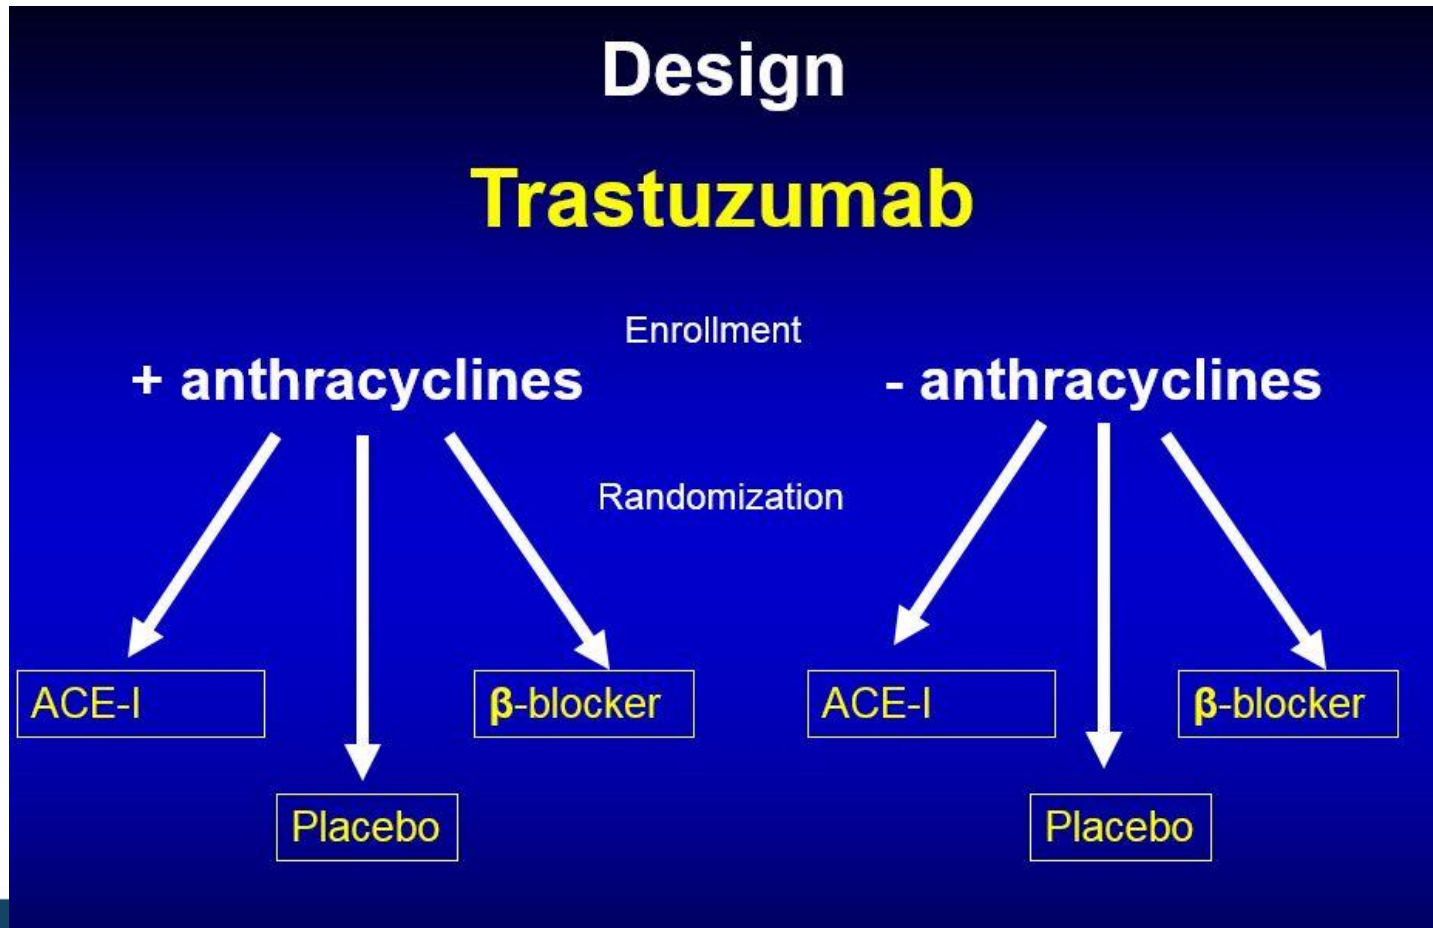 Design
Trastuzumab
Enrollment
+ anthracyclines
- anthracyclines
Randomization
ACE-I
β-blocker
ACE-I
β-blocker
Placebo
Placebo